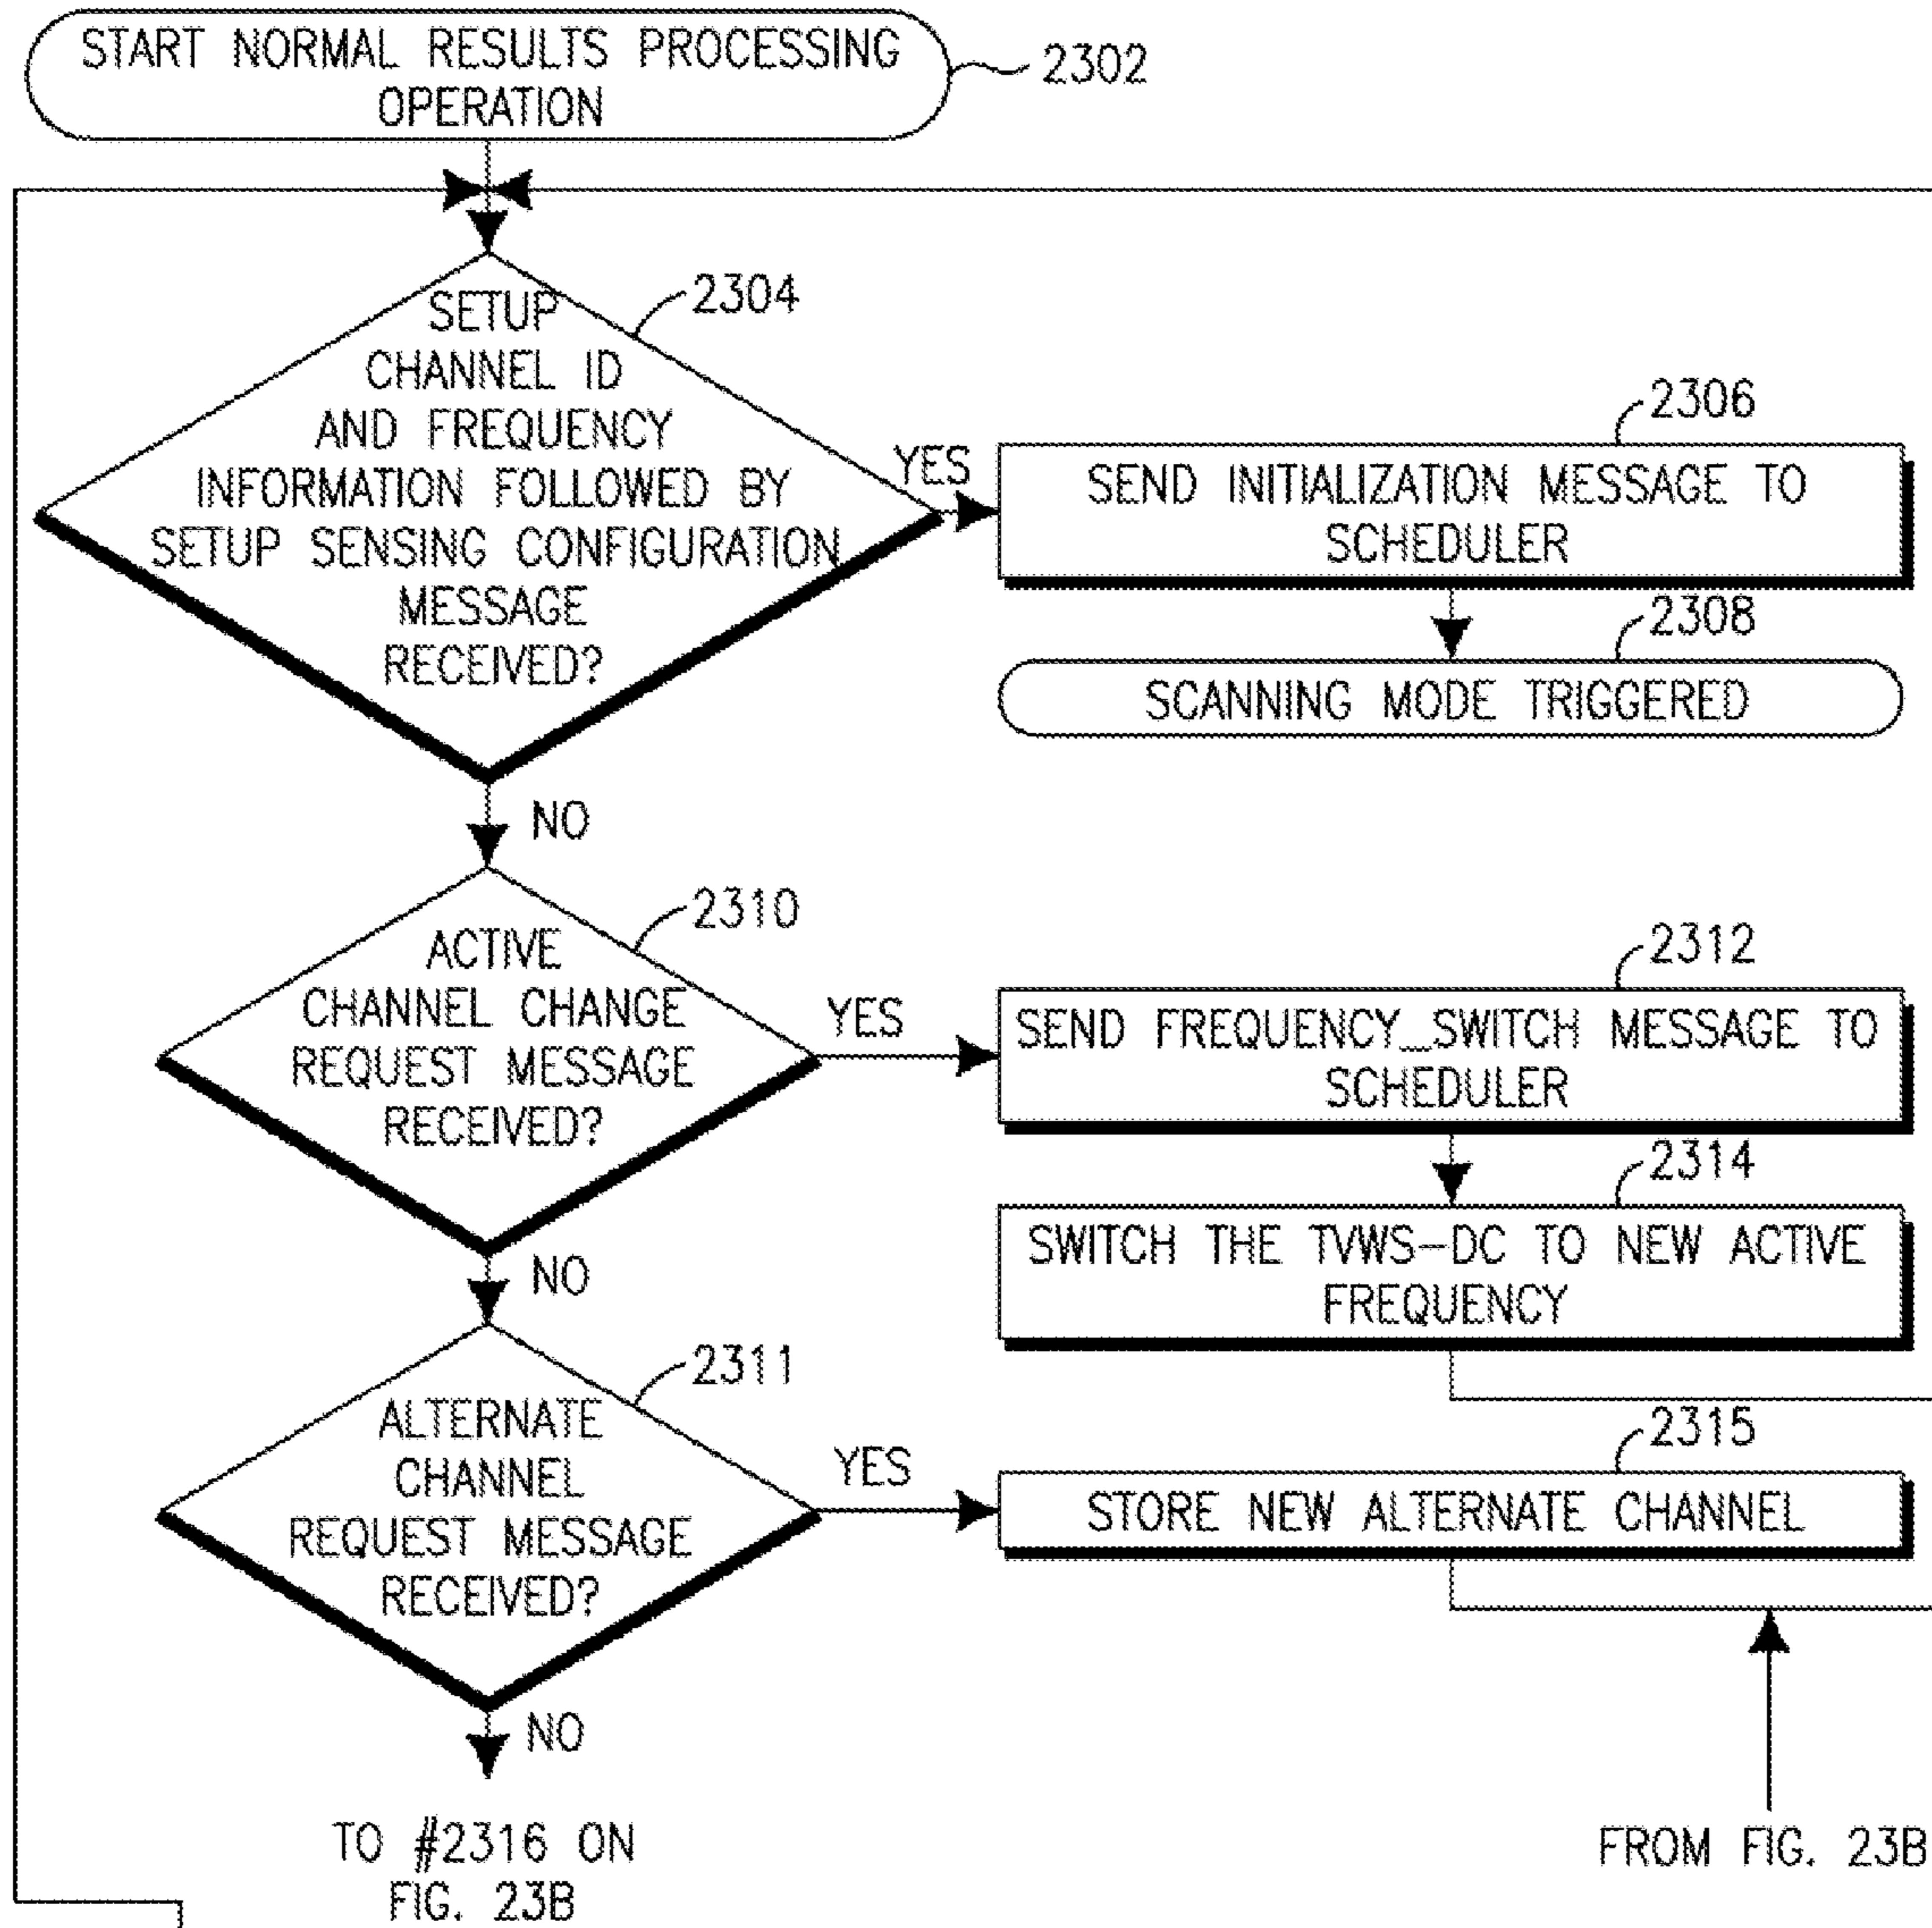 START NORMAL RESULTS PROCESSING
OPERATION
2302
SETUP
CHANNEL ID
AND FREQUENCY
INFORMATION FOLLOWED BY
SETUP SENSING CONFIGURATION
MESSAGE
RECEIVED?
2304
YES
2306
SEND INITIALIZATION MESSAGE TO
SCHEDULER
2308
SCANNING MODE TRIGGERED
NO
2310
ACTIVE
CHANNEL CHANGE
REQUEST MESSAGE
RECEIVED?
YES
2312
SEND FREQUENCY_SWITCH MESSAGE TO
SCHEDULER
2314
SWITCH THE TVWS-DC TO NEW ACTIVE
FREQUENCY
NO
2311
ALTERNATE
CHANNEL
REQUEST MESSAGE
RECEIVED?
YES
2315
STORE NEW ALTERNATE CHANNEL
NO
TO #2316 ON
FIG. 23B
FROM FIG. 23B